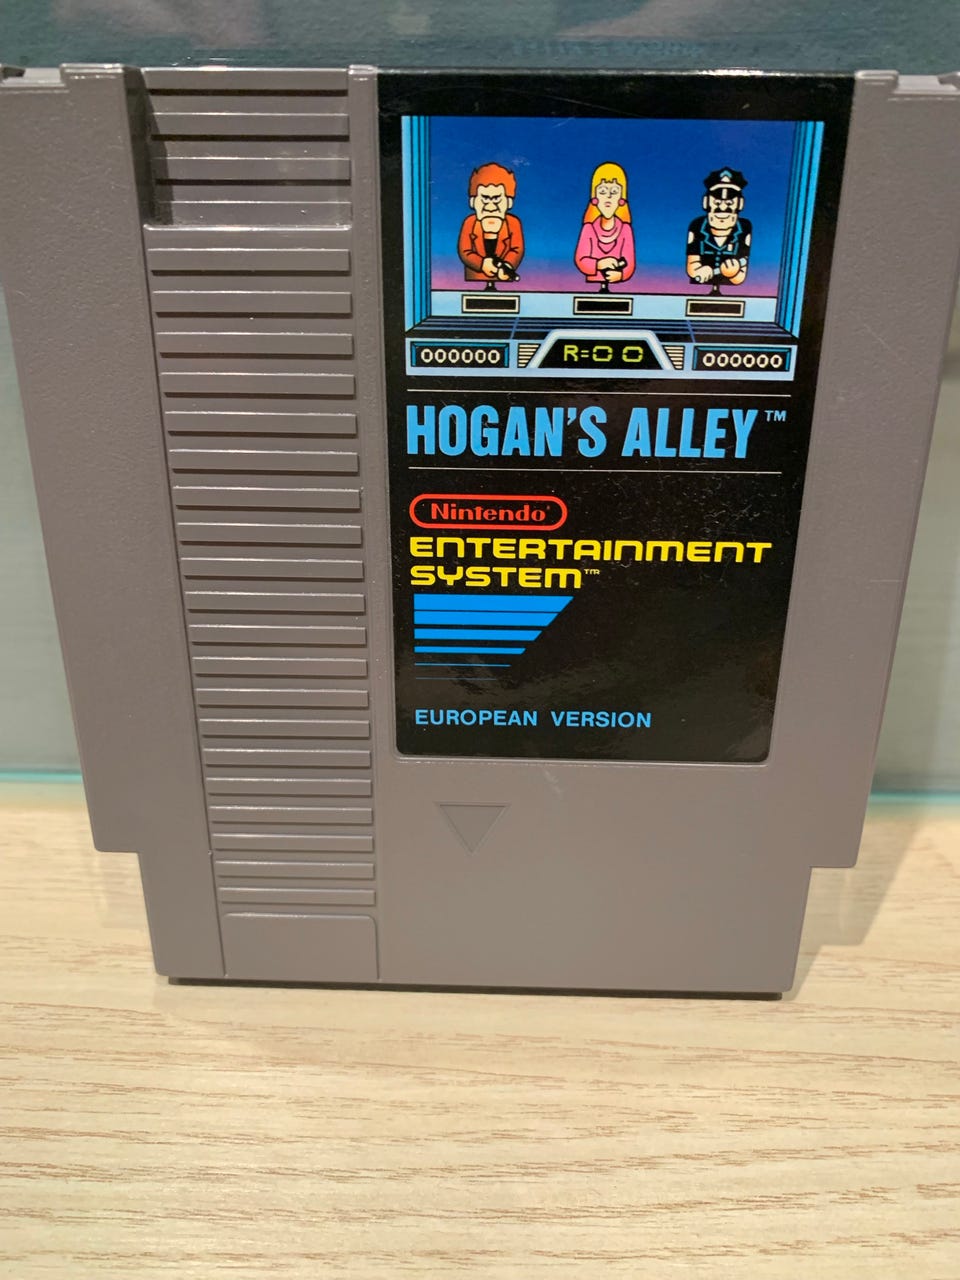 000000 R=00 000000
HOGAN'S ALLEY™
Nintendo®
ENTERTAINMENT
SYSTEM™
EUROPEAN VERSION